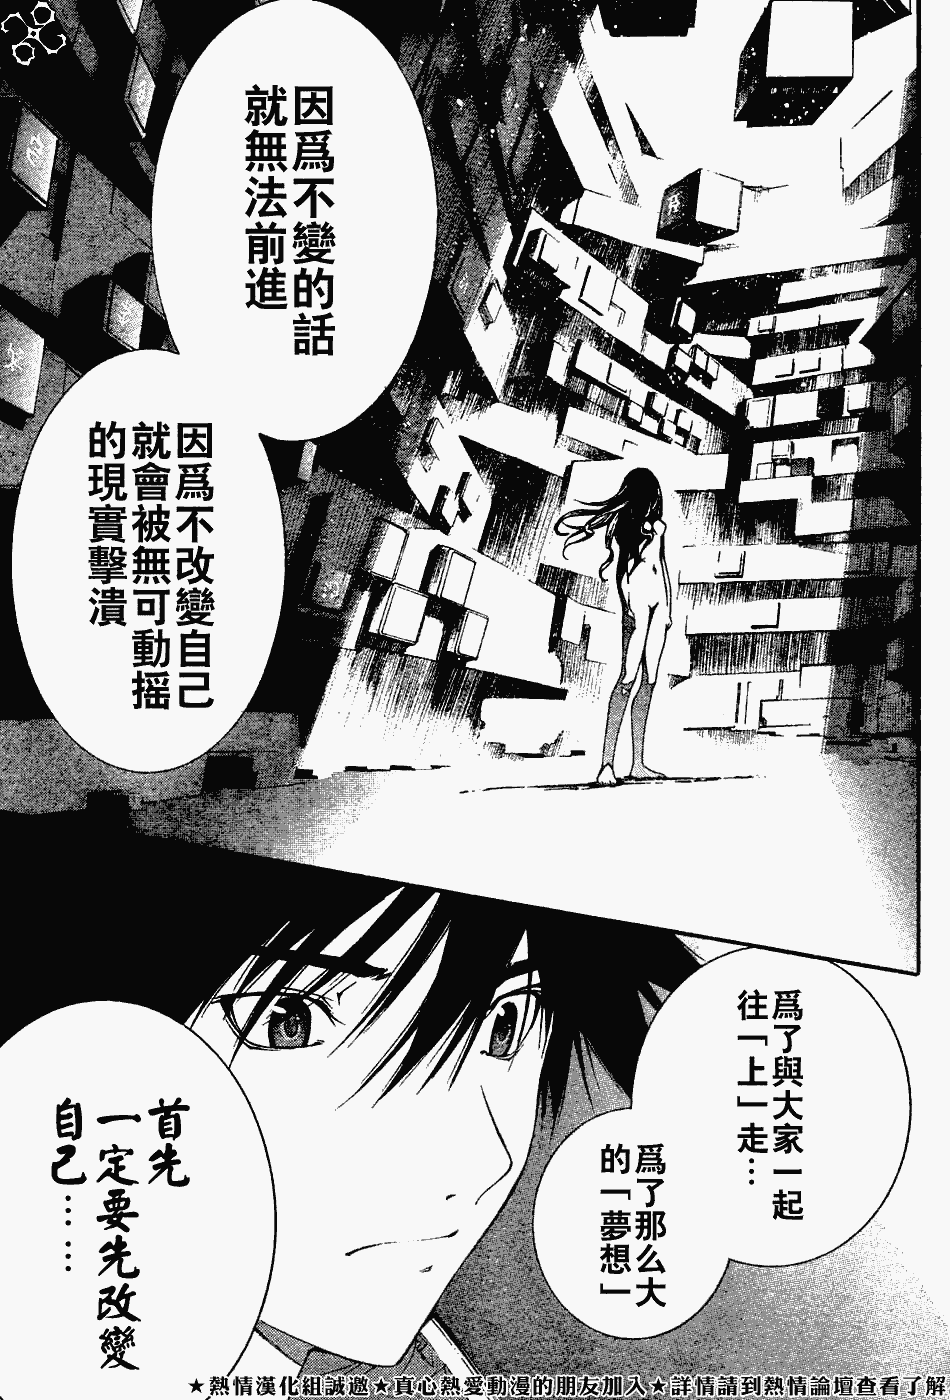 因爲不變的話
就無法前進
因爲不改變自己
就會被無可動搖
的現實擊潰
爲了與大家一起
往「上」走…
爲了那么大
的「夢想」
首先
一定要先改變
自己……
★熱情漢化組誠邀★真心熱愛動漫的朋友加入★詳情請到熱情論壇查看了解